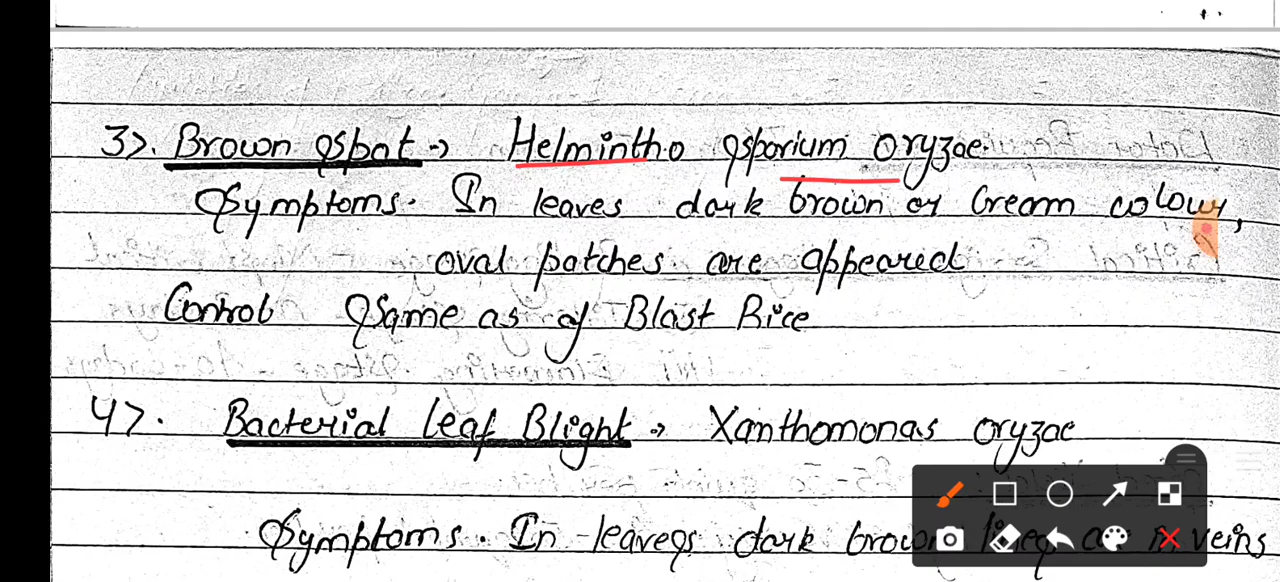 3>. Brown spot → Helmintho sporium oryzae.
Symptoms. In leaves dark brown or Cream colour,
oval patches are appeared
Control Same as of Blast Rice
4>. Bacterial Leaf Blight → Xanthomonas oryzae
Symptoms. In leaves dark brown veins